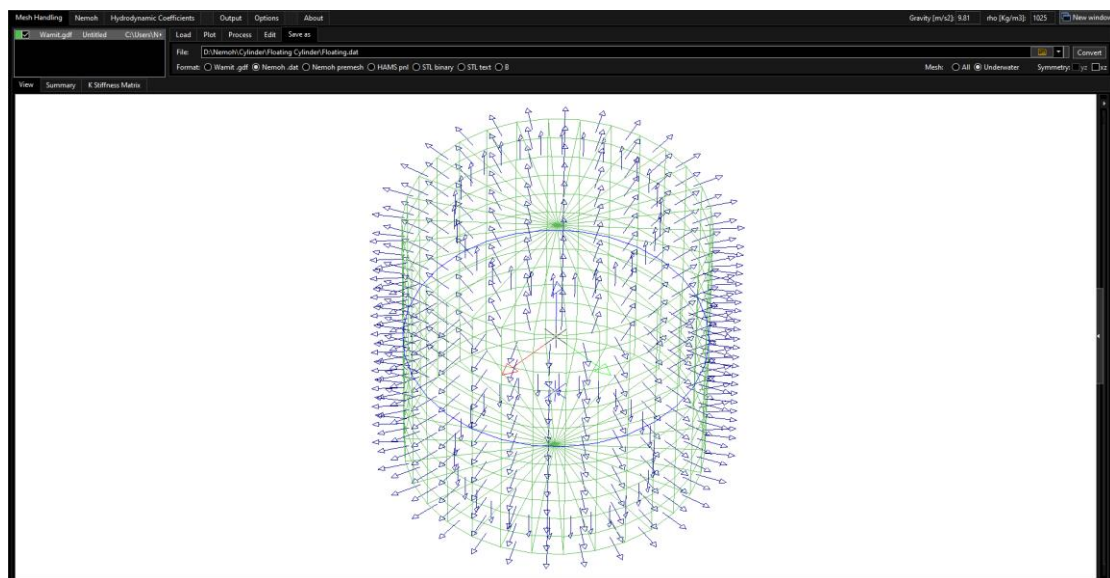 Mesh Handling Nemoh Hydrodynamic Coefficients Output Options About Gravity [m/s2]: 9.81 rho [Kg/m3]: 1025 New window
Wamit.gdf Untitled C:\Users\N Load Plot Process Edit Save as
File: D:\Nemoh\Cylinder\Floating Cylinder\Floating.dat Convert
Format: Wamit .gdf Nemoh .dat Nemoh premesh HAMS pnl STL binary STL text B Mesh: All Underwater Symmetry: yz xz
View Summary K Stiffness Matrix